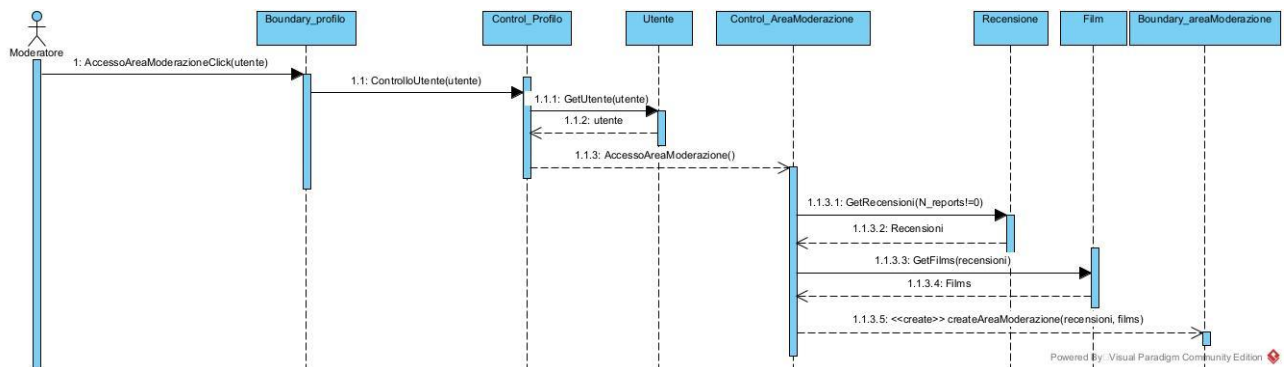 Boundary_profilo
Control_Profilo
Utente
Control_AreaModerazione
Recensione
Film
Boundary_areaModerazione
Moderatore
1: AccessoAreaModerazioneClick(utente)
1.1: ControlloUtente(utente)
1.1.1: GetUtente(utente)
1.1.2: utente
1.1.3: AccessoAreaModerazione()
1.1.3.1: GetRecensioni(N_reports!=0)
1.1.3.2: Recensioni
1.1.3.3: GetFilms(recensioni)
1.1.3.4: Films
1.1.3.5: <<create>> createAreaModerazione(recensioni, films)
Powered By: Visual Paradigm Community Edition